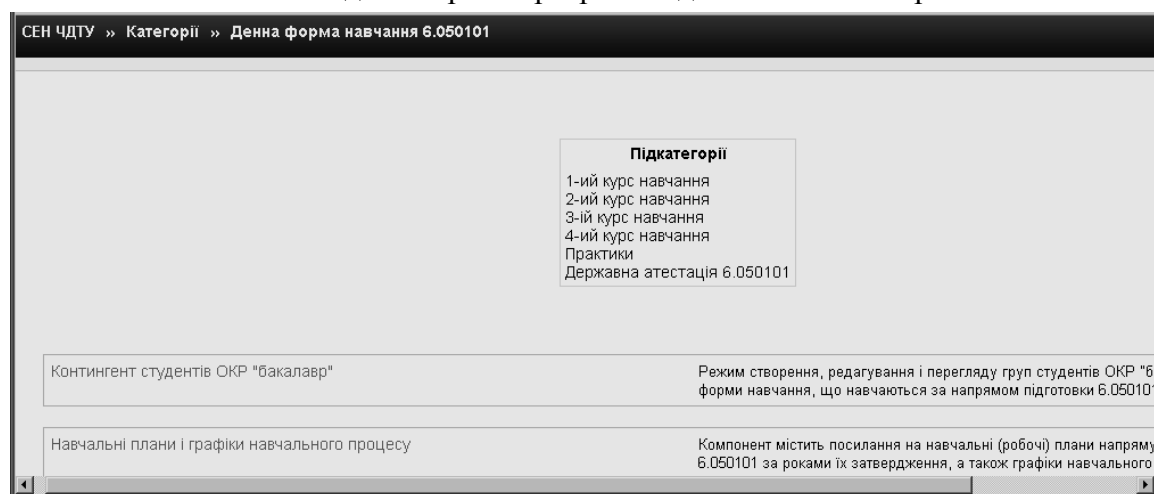 СЕН ЧДТУ » Категорії » Денна форма навчання 6.050101
Підкатегорії
1-ий курс навчання
2-ий курс навчання
3-ій курс навчання
4-ий курс навчання
Практики
Державна атестація 6.050101
Контингент студентів ОКР "бакалавр"
Режим створення, редагування і перегляду груп студентів ОКР "б
форми навчання, що навчаються за напрямом підготовки 6.050101
Навчальні плани і графіки навчального процесу
Компонент містить посилання на навчальні (робочі) плани напряму
6.050101 за роками їх затвердження, а також графіки навчального